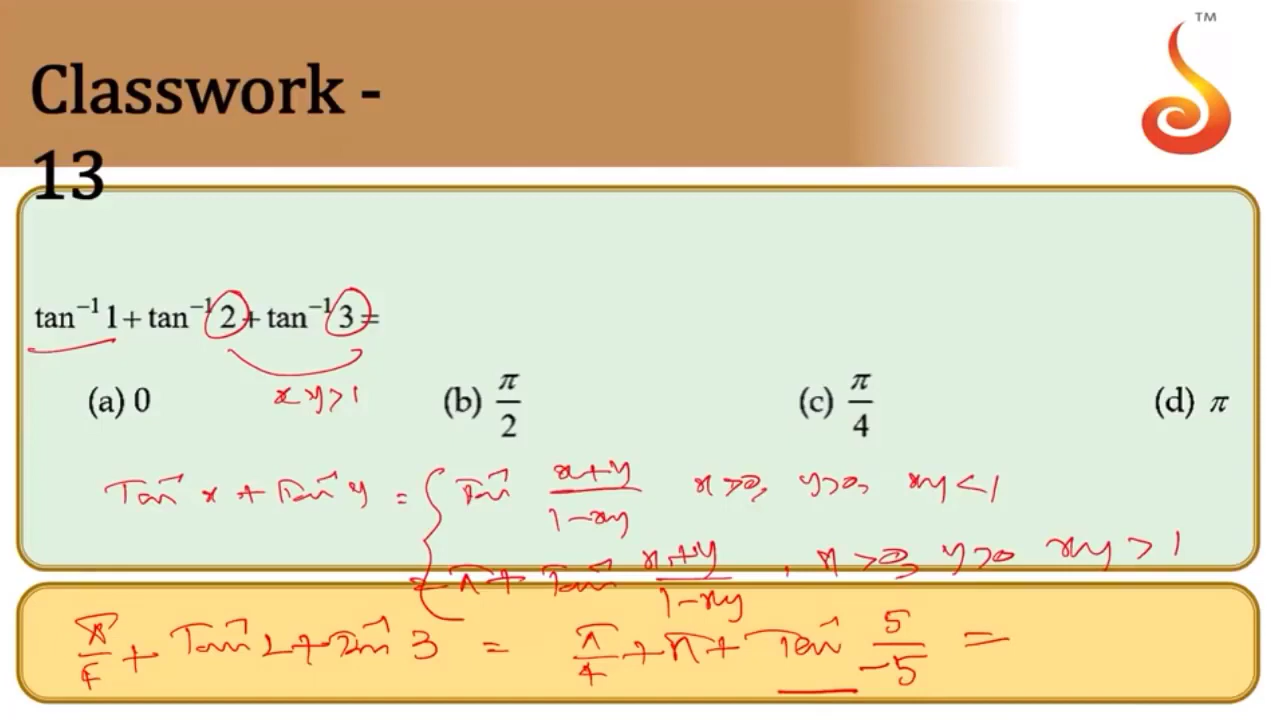 TM
Classwork -
13
tan⁻¹ 1 + tan⁻¹ 2 + tan⁻¹ 3 =
x y > 1
(a) 0 (b) π/2 (c) π/4 (d) π
Tan⁻¹ x + Tan⁻¹ y = { Tan⁻¹ (x+y)/(1-xy) x>0, y>0, xy<1
π + Tan⁻¹ (x+y)/(1-xy), x>0, y>0 xy>1
π/4 + Tan⁻¹ 2 + Tan⁻¹ 3 = π/4 + π + Tan⁻¹ 5/-5 =